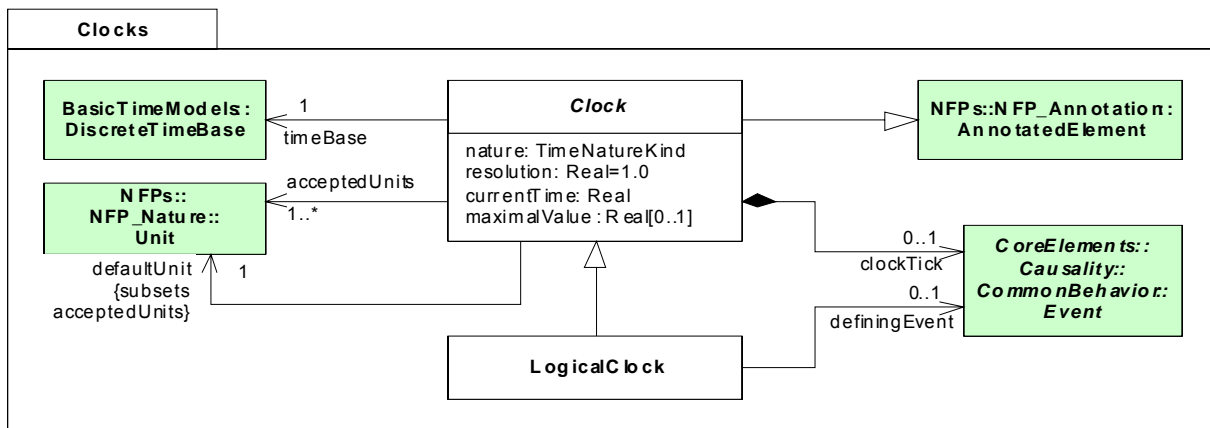 Clocks
BasicTimeModels::
DiscreteTimeBase
1
timeBase
Clock
nature: TimeNatureKind
resolution: Real=1.0
currentTime: Real
maximalValue : Real[0..1]
NFPs::NFP_Annotation::
AnnotatedElement
NFPs::
NFP_Nature::
Unit
acceptedUnits
1..*
defaultUnit
{subsets
acceptedUnits}
1
0..1
clockTick
CoreElements::
Causality::
CommonBehavior::
Event
0..1
definingEvent
LogicalClock